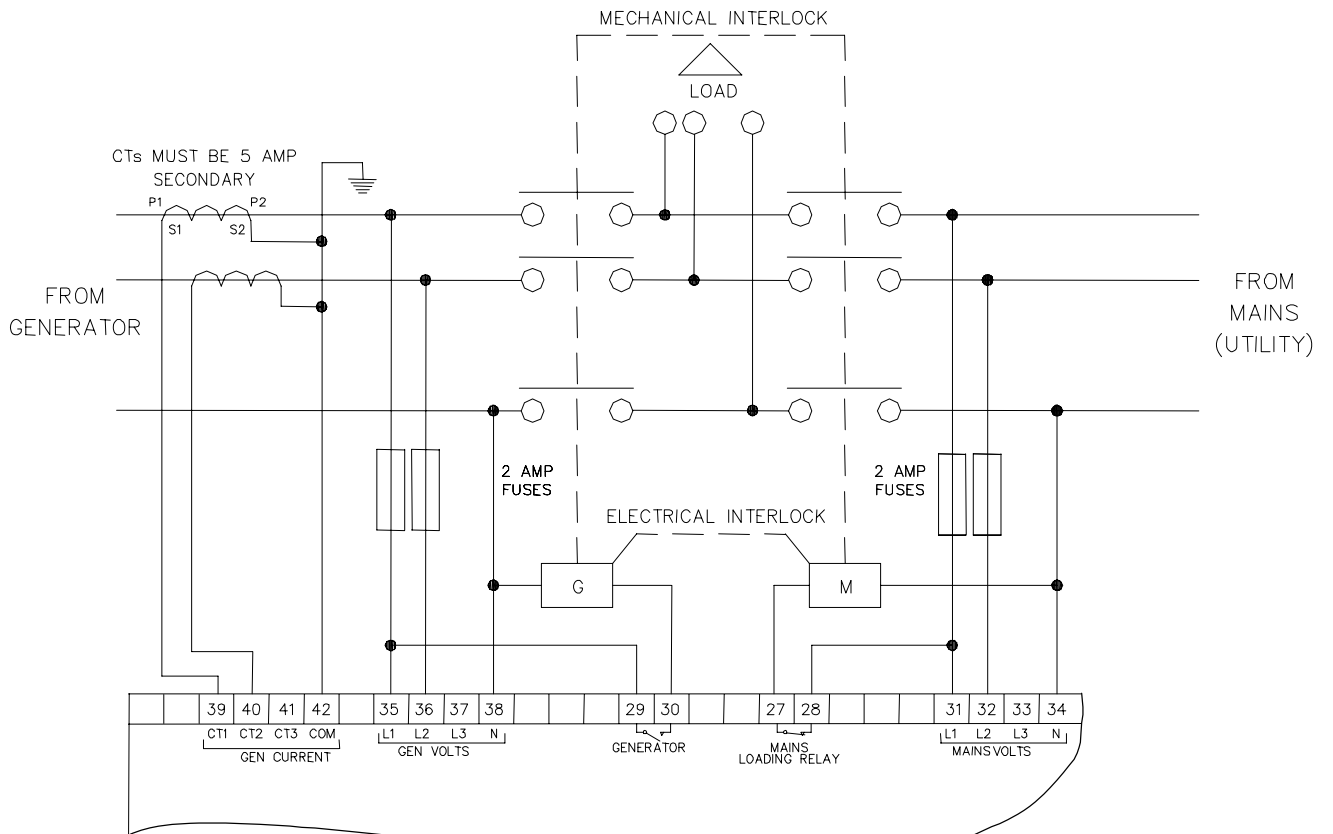 MECHANICAL INTERLOCK
LOAD
CTs MUST BE 5 AMP
SECONDARY
P1 P2
S1 S2
FROM
GENERATOR
FROM
MAINS
(UTILITY)
2 AMP
FUSES
2 AMP
FUSES
ELECTRICAL INTERLOCK
G
M
39 40 41 42 35 36 37 38 29 30 27 28 31 32 33 34
CT1 CT2 CT3 COM L1 L2 L3 N L1 L2 L3 N
GEN CURRENT
GEN VOLTS
GENERATOR
MAINS
LOADING RELAY
MAINS VOLTS